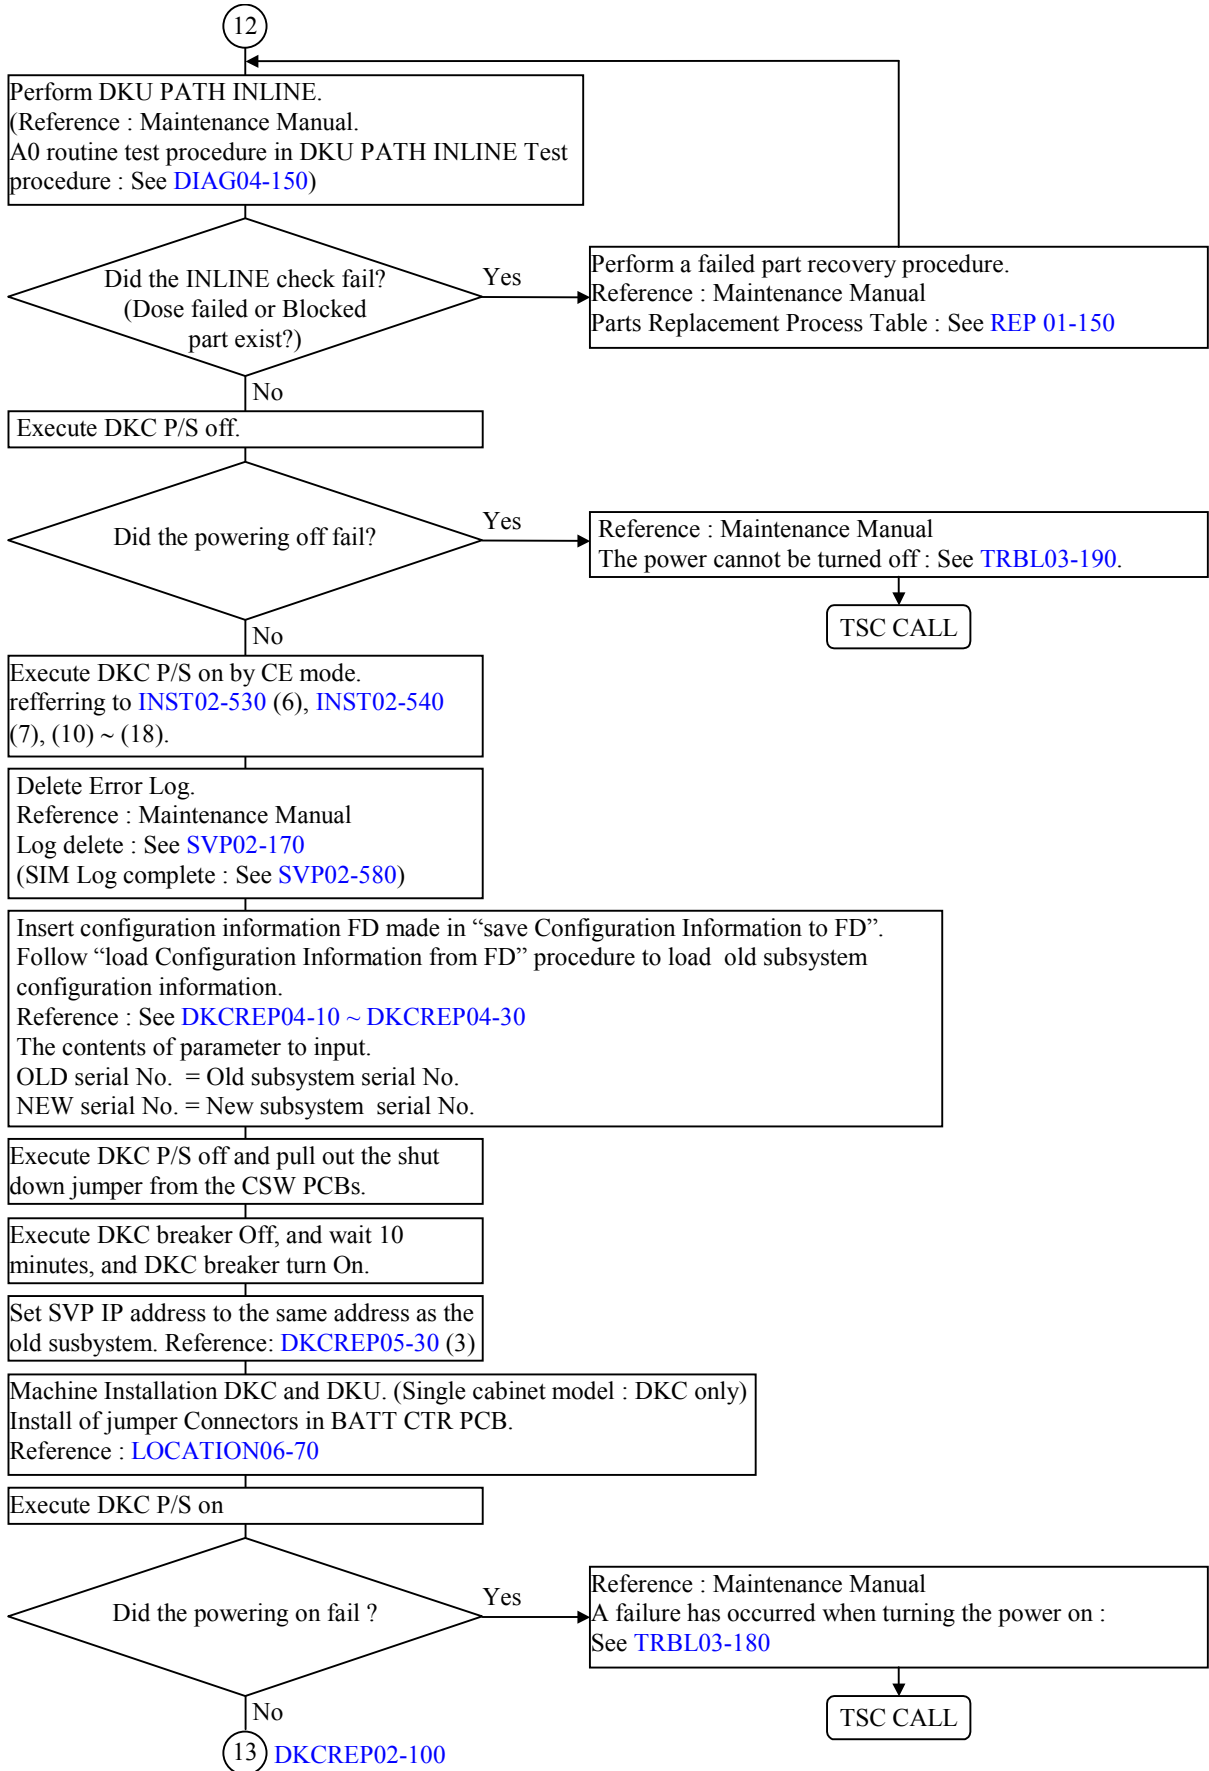 12
Perform DKU PATH INLINE.
(Reference : Maintenance Manual.
A0 routine test procedure in DKU PATH INLINE Test
procedure : See DIAG04-150)
Did the INLINE check fail?
(Dose failed or Blocked
part exist?)
Yes
Perform a failed part recovery procedure.
Reference : Maintenance Manual
Parts Replacement Process Table : See REP 01-150
No
Execute DKC P/S off.
Did the powering off fail?
Yes
Reference : Maintenance Manual
The power cannot be turned off : See TRBL03-190.
TSC CALL
No
Execute DKC P/S on by CE mode.
refferring to INST02-530 (6), INST02-540
(7), (10) ~ (18).
Delete Error Log.
Reference : Maintenance Manual
Log delete : See SVP02-170
(SIM Log complete : See SVP02-580)
Insert configuration information FD made in “save Configuration Information to FD”.
Follow “load Configuration Information from FD” procedure to load old subsystem
configuration information.
Reference : See DKCREP04-10 ~ DKCREP04-30
The contents of parameter to input.
OLD serial No. = Old subsystem serial No.
NEW serial No. = New subsystem serial No.
Execute DKC P/S off and pull out the shut
down jumper from the CSW PCBs.
Execute DKC breaker Off, and wait 10
minutes, and DKC breaker turn On.
Set SVP IP address to the same address as the
old susbystem. Reference: DKCREP05-30 (3)
Machine Installation DKC and DKU. (Single cabinet model : DKC only)
Install of jumper Connectors in BATT CTR PCB.
Reference : LOCATION06-70
Execute DKC P/S on
Did the powering on fail ?
Yes
Reference : Maintenance Manual
A failure has occurred when turning the power on :
See TRBL03-180
TSC CALL
No
13 DKCREP02-100